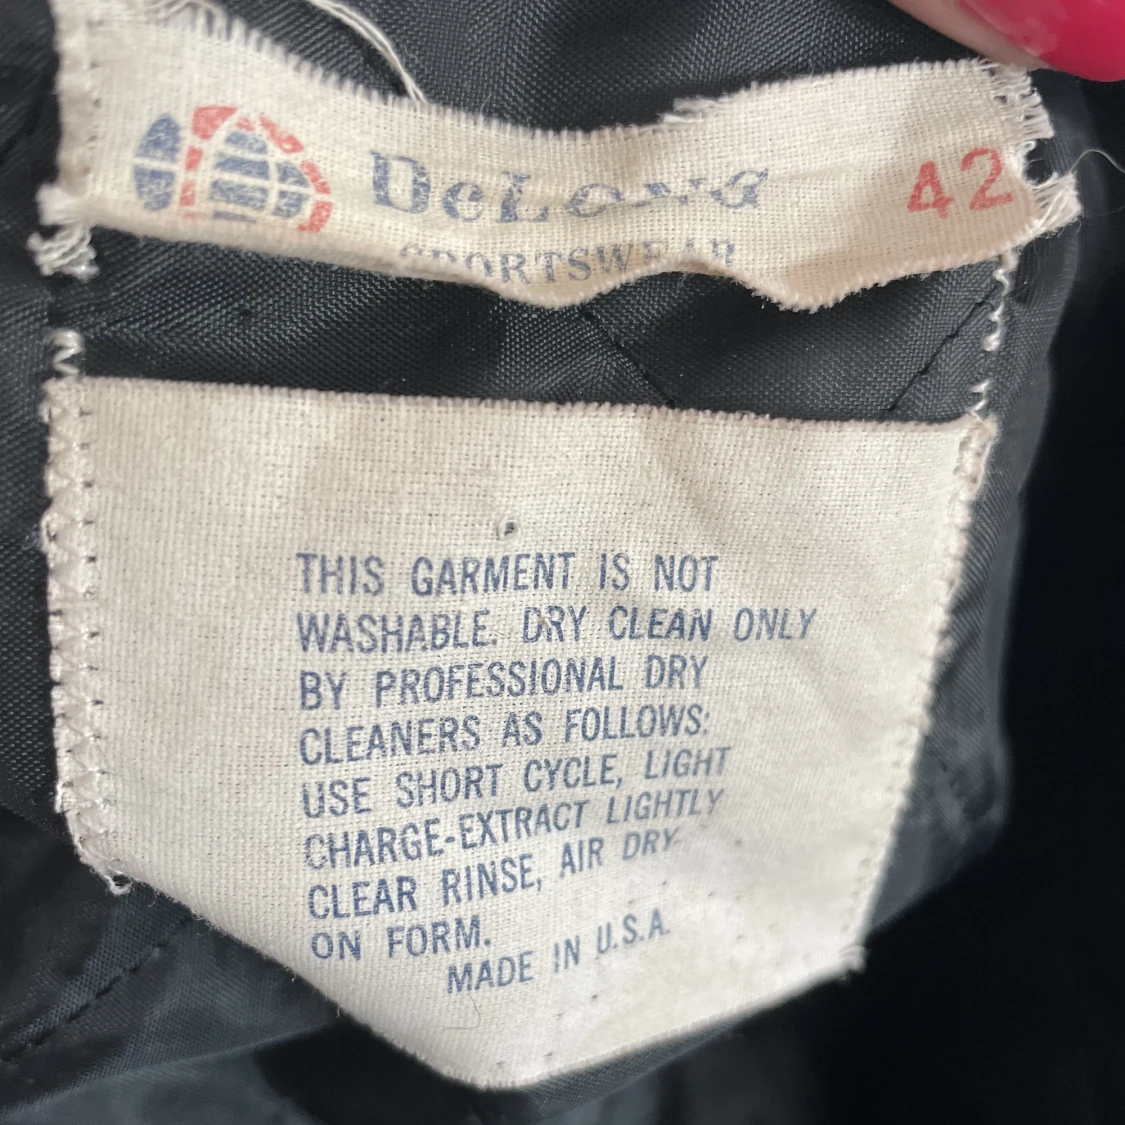 DeLONG 42
SPORTSWEAR
THIS GARMENT IS NOT
WASHABLE. DRY CLEAN ONLY
BY PROFESSIONAL DRY
CLEANERS AS FOLLOWS:
USE SHORT CYCLE, LIGHT
CHARGE-EXTRACT LIGHTLY
CLEAR RINSE, AIR DRY-
ON FORM.
MADE IN U.S.A.